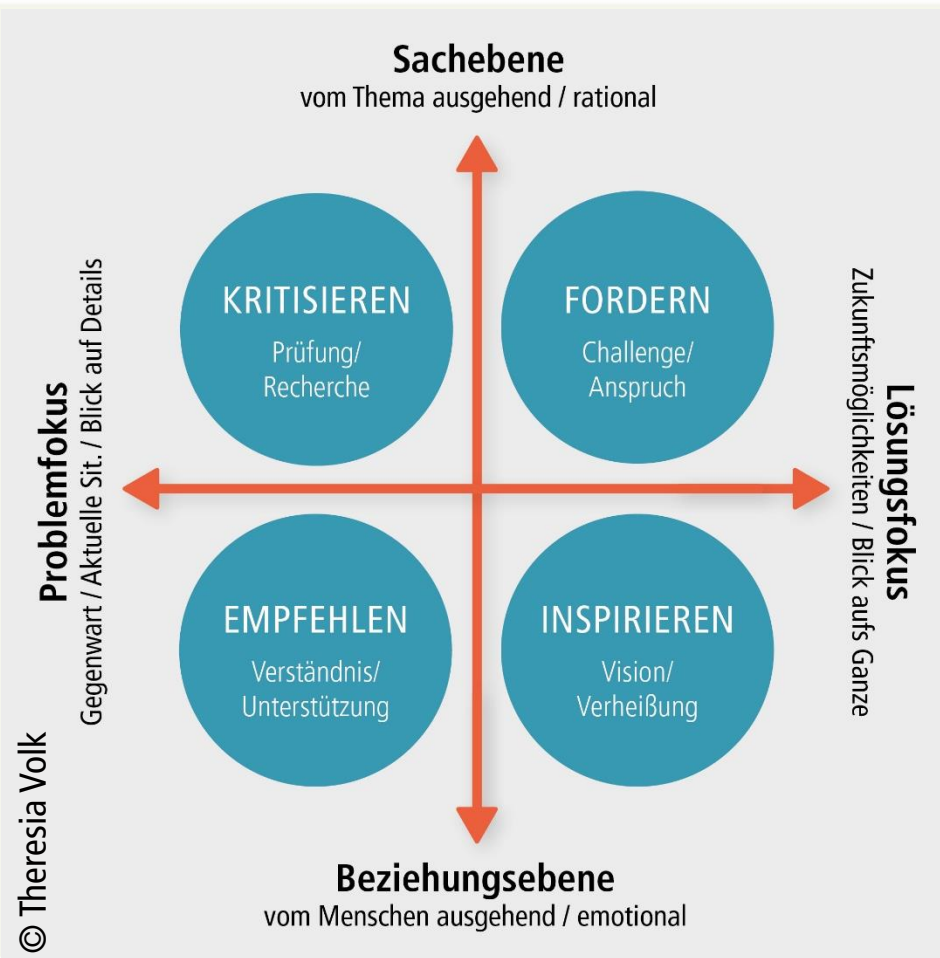 Sachebene
vom Thema ausgehend / rational
KRITISIEREN
Prüfung/
Recherche
FORDERN
Challenge/
Anspruch
Problemfokus
Gegenwart / Aktuelle Sit. / Blick auf Details
Lösungsfokus
Zukunftsmöglichkeiten / Blick aufs Ganze
EMPFEHLEN
Verständnis/
Unterstützung
INSPIRIEREN
Vision/
Verheißung
Beziehungsebene
vom Menschen ausgehend / emotional
© Theresia Volk